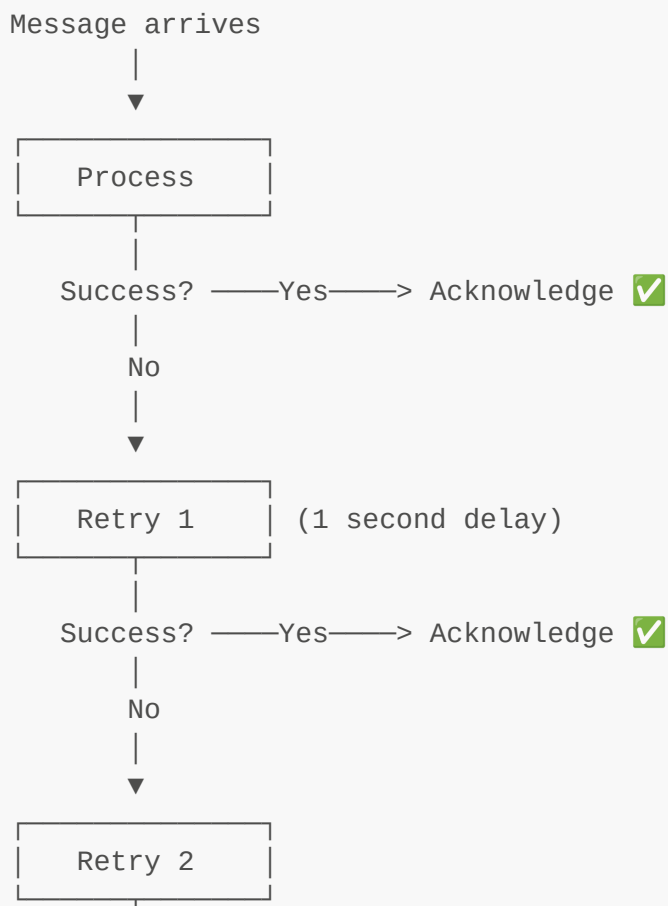 Message arrives
Process
Success? ────Yes────> Acknowledge ✅
No
Retry 1 (1 second delay)
Success? ────Yes────> Acknowledge ✅
No
Retry 2